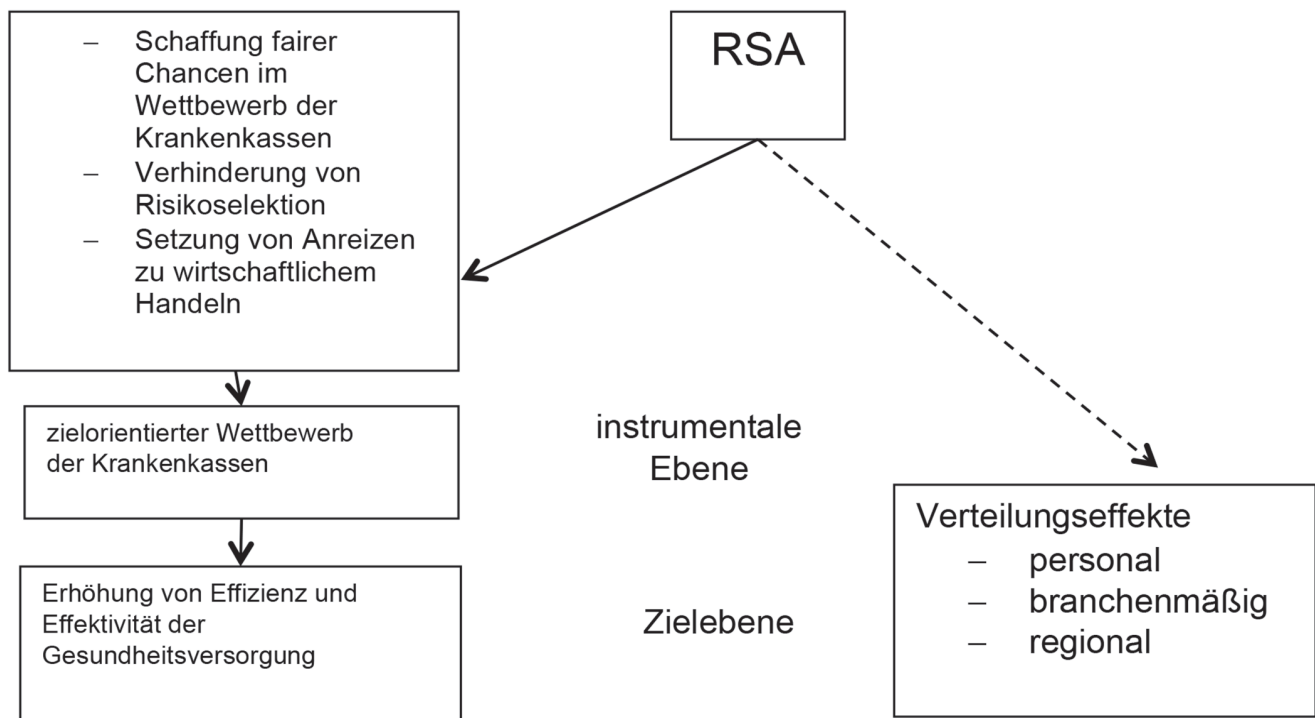 – Schaffung fairer
Chancen im
Wettbewerb der
Krankenkassen
– Verhinderung von
Risikoselektion
– Setzung von Anreizen
zu wirtschaftlichem
Handeln
RSA
zielorientierter Wettbewerb
der Krankenkassen
instrumentale
Ebene
Erhöhung von Effizienz und
Effektivität der
Gesundheitsversorgung
Zielebene
Verteilungseffekte
– personal
– branchenmäßig
– regional